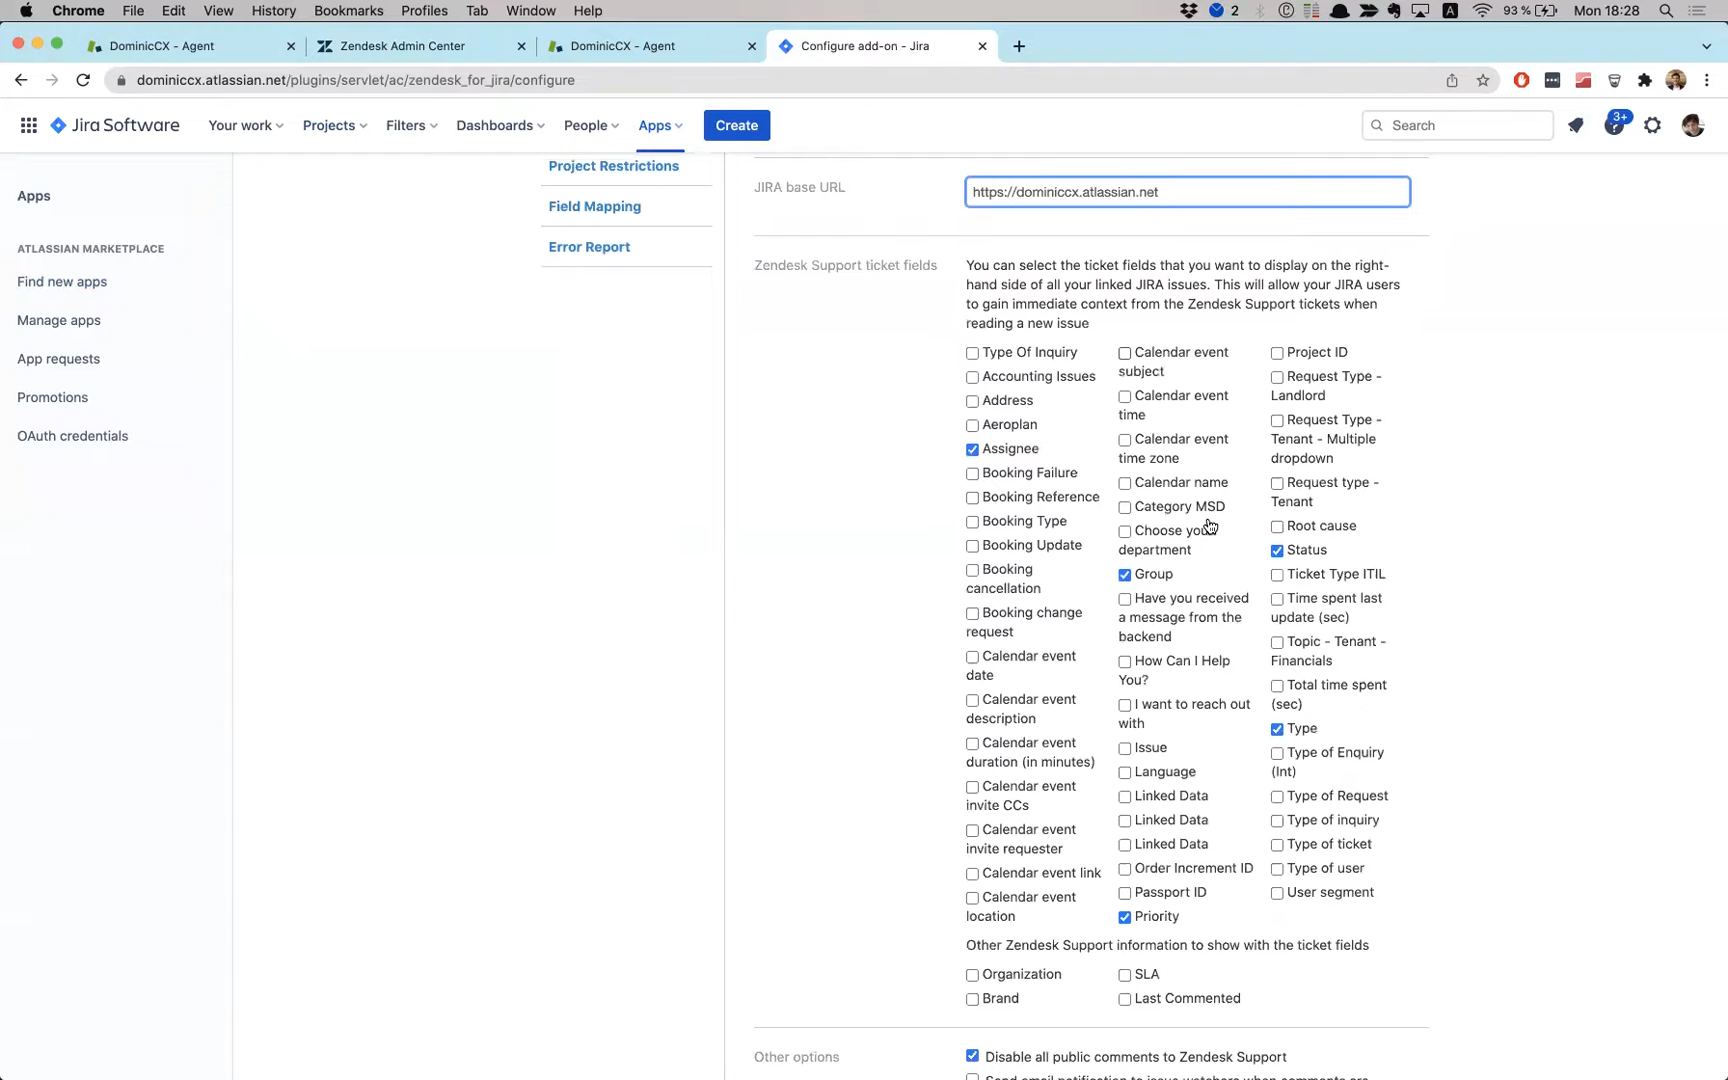 Chrome File Edit View History Bookmarks Profiles Tab Window Help 2 A 93 % Mon 18:28
DominicCX - Agent Zendesk Admin Center DominicCX - Agent Configure add-on - Jira
dominiccx.atlassian.net/plugins/servlet/ac/zendesk_for_jira/configure
Jira Software Your work Projects Filters Dashboards People Apps Create Search 3+
Apps
ATLASSIAN MARKETPLACE
Find new apps
Manage apps
App requests
Promotions
OAuth credentials
Project Restrictions
Field Mapping
Error Report
JIRA base URL
https://dominiccx.atlassian.net
Zendesk Support ticket fields
You can select the ticket fields that you want to display on the right-
hand side of all your linked JIRA issues. This will allow your JIRA users
to gain immediate context from the Zendesk Support tickets when
reading a new issue
Type Of Inquiry
Accounting Issues
Address
Aeroplan
Assignee
Booking Failure
Booking Reference
Booking Type
Booking Update
Booking
cancellation
Booking change
request
Calendar event
date
Calendar event
description
Calendar event
duration (in minutes)
Calendar event
invite CCs
Calendar event
invite requester
Calendar event link
Calendar event
location
Calendar event
subject
Calendar event
time
Calendar event
time zone
Calendar name
Category MSD
Choose your
department
Group
Have you received
a message from the
backend
How Can I Help
You?
I want to reach out
with
Issue
Language
Linked Data
Linked Data
Linked Data
Order Increment ID
Passport ID
Priority
Project ID
Request Type -
Landlord
Request Type -
Tenant - Multiple
dropdown
Request type -
Tenant
Root cause
Status
Ticket Type ITIL
Time spent last
update (sec)
Topic - Tenant -
Financials
Total time spent
(sec)
Type
Type of Enquiry
(Int)
Type of Request
Type of inquiry
Type of ticket
Type of user
User segment
Other Zendesk Support information to show with the ticket fields
Organization
Brand
SLA
Last Commented
Other options
Disable all public comments to Zendesk Support
Send email notification to issue watchers when comments are